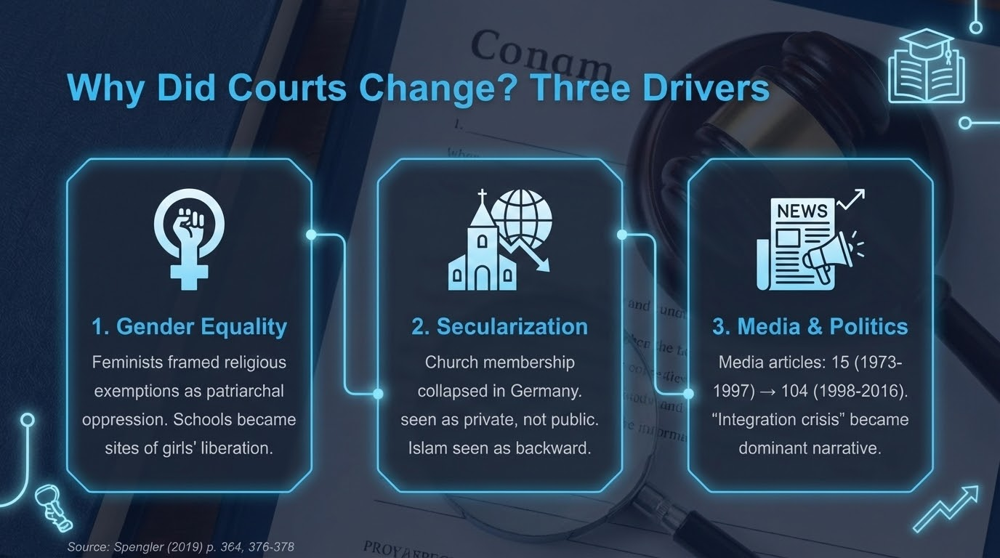 Conam
Why Did Courts Change? Three Drivers
1.
NEWS
1. Gender Equality
Feminists framed religious
exemptions as patriarchal
oppression. Schools became
sites of girls' liberation.
2. Secularization
Church membership
collapsed in Germany.
seen as private, not public.
Islam seen as backward.
3. Media & Politics
Media articles: 15 (1973-
1997) → 104 (1998-2016).
“Integration crisis” became
dominant narrative.
and
Source: Spengler (2019) p. 364, 376-378